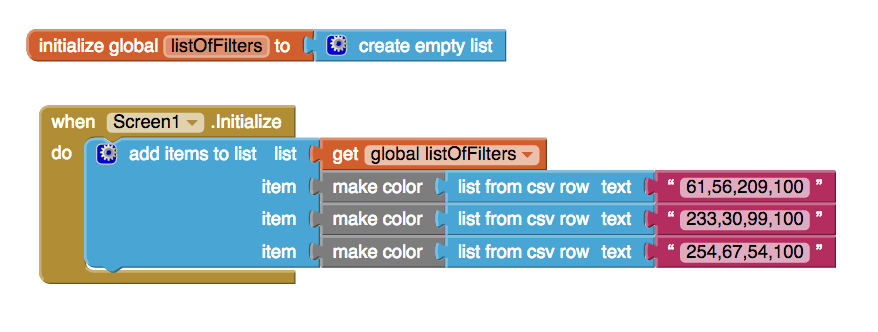 initialize global listOfFilters to create empty list
when Screen1 .Initialize
do add items to list list get global listOfFilters
item make color list from csv row text “ 61,56,209,100 ”
item make color list from csv row text “ 233,30,99,100 ”
item make color list from csv row text “ 254,67,54,100 ”